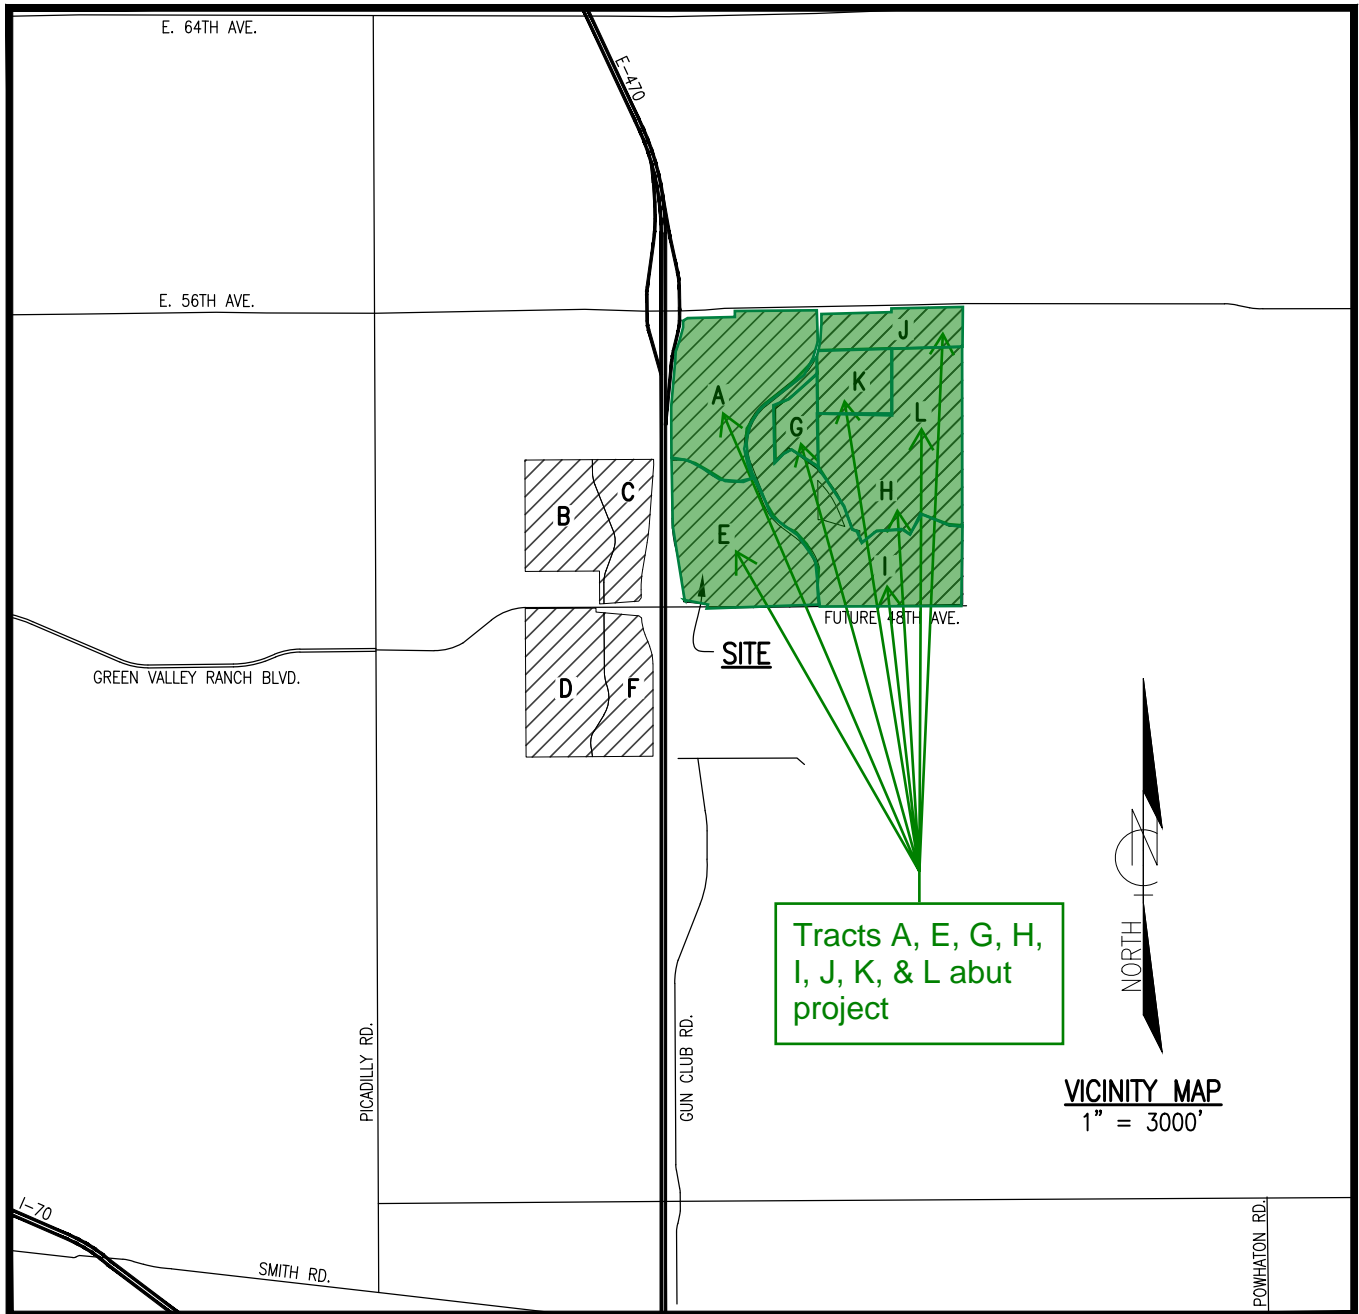 E. 64TH AVE.
E-470
E. 56TH AVE.
J
K
A
L
G
C
H
B
E
I
FUTURE 48TH AVE.
SITE
GREEN VALLEY RANCH BLVD.
D
F
Tracts A, E, G, H,
I, J, K, & L abut
project
NORTH
N
PICADILLY RD.
GUN CLUB RD.
VICINITY MAP
1" = 3000'
I-70
SMITH RD.
POWHATON RD.